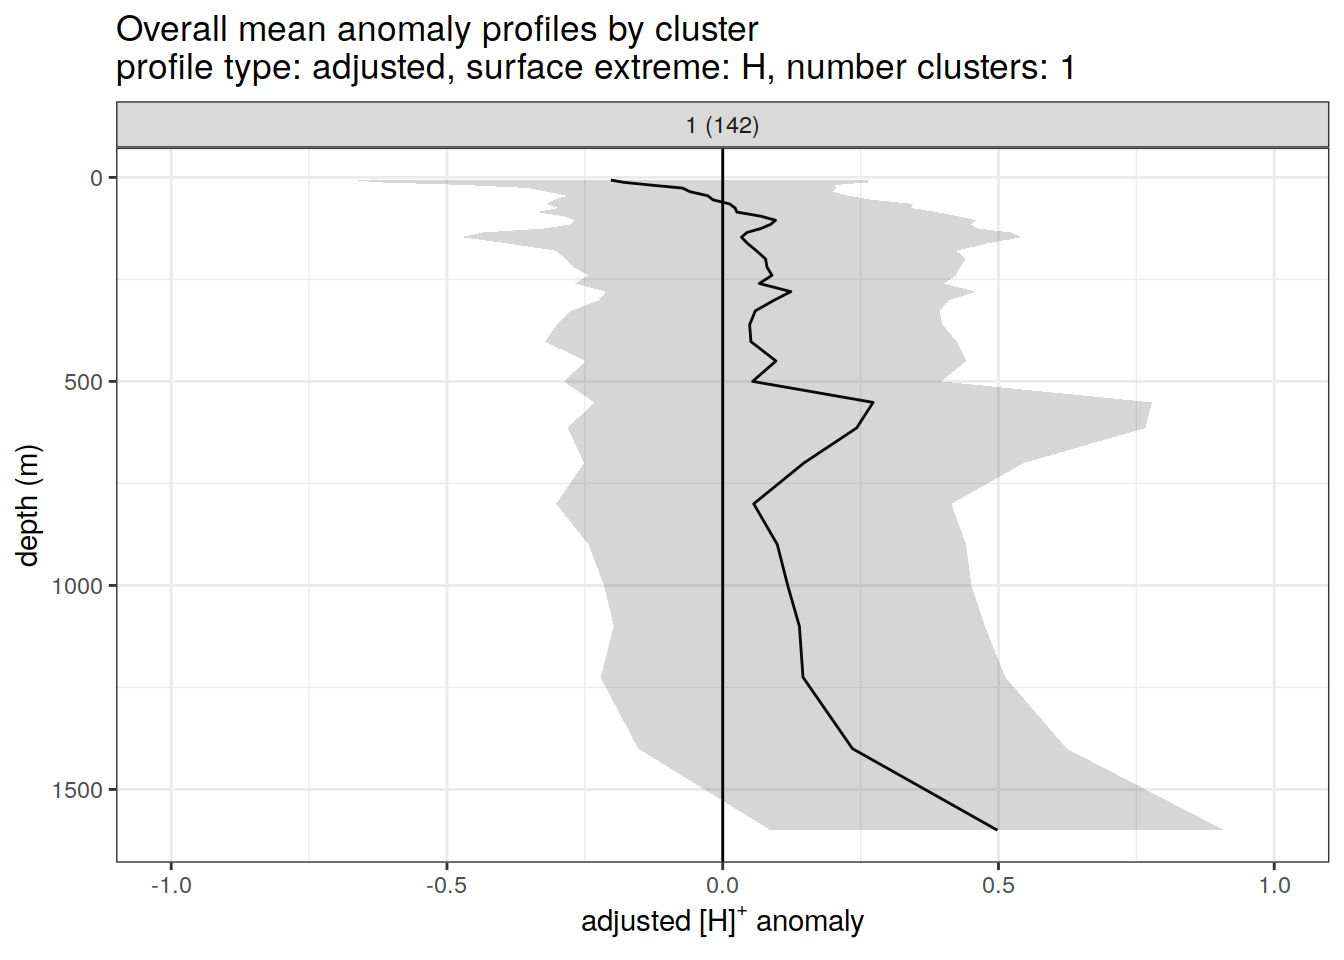 Overall mean anomaly profiles by cluster
profile type: adjusted, surface extreme: H, number clusters: 1
1 (142)
0
500
1000
1500
depth (m)
-1.0 -0.5 0.0 0.5 1.0
adjusted [H]⁺ anomaly